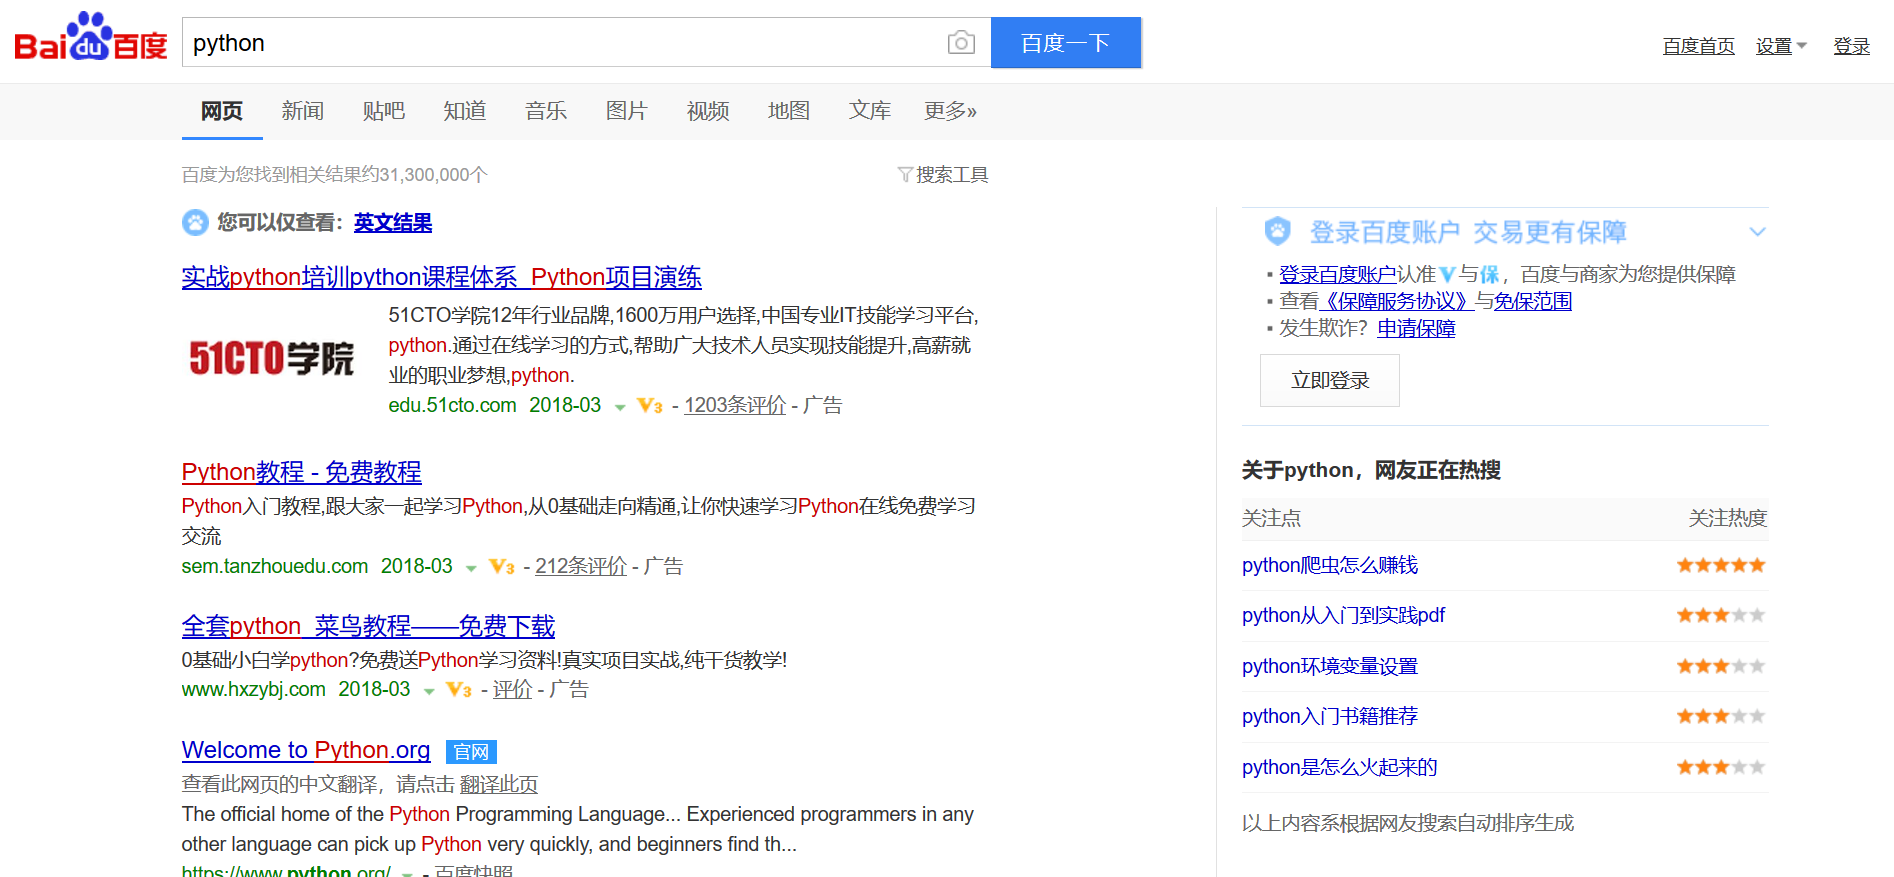 Bai du 百度
python
百度一下
百度首页 设置 登录
网页 新闻 贴吧 知道 音乐 图片 视频 地图 文库 更多»
百度为您找到相关结果约31,300,000个
搜索工具
您可以仅查看：英文结果
实战python培训python课程体系_Python项目演练
51CTO学院
51CTO学院12年行业品牌,1600万用户选择,中国专业IT技能学习平台,
python.通过在线学习的方式,帮助广大技术人员实现技能提升,高薪就
业的职业梦想,python.
edu.51cto.com 2018-03 V3 - 1203条评价 - 广告
Python教程 - 免费教程
Python入门教程,跟大家一起学习Python,从0基础走向精通,让你快速学习Python在线免费学习
交流
sem.tanzhouedu.com 2018-03 V3 - 212条评价 - 广告
全套python_菜鸟教程——免费下载
0基础小白学python?免费送Python学习资料!真实项目实战,纯干货教学!
www.hxzybj.com 2018-03 V3 - 评价 - 广告
Welcome to Python.org 官网
查看此网页的中文翻译，请点击 翻译此页
The official home of the Python Programming Language... Experienced programmers in any
other language can pick up Python very quickly, and beginners find th...
https://www.python.org/ - 百度快照
登录百度账户 交易更有保障
▪ 登录百度账户认准V与保，百度与商家为您提供保障
▪ 查看《保障服务协议》与免保范围
▪ 发生欺诈？申请保障
立即登录
关于python，网友正在热搜
关注点 关注热度
python爬虫怎么赚钱
python从入门到实践pdf
python环境变量设置
python入门书籍推荐
python是怎么火起来的
以上内容系根据网友搜索自动排序生成